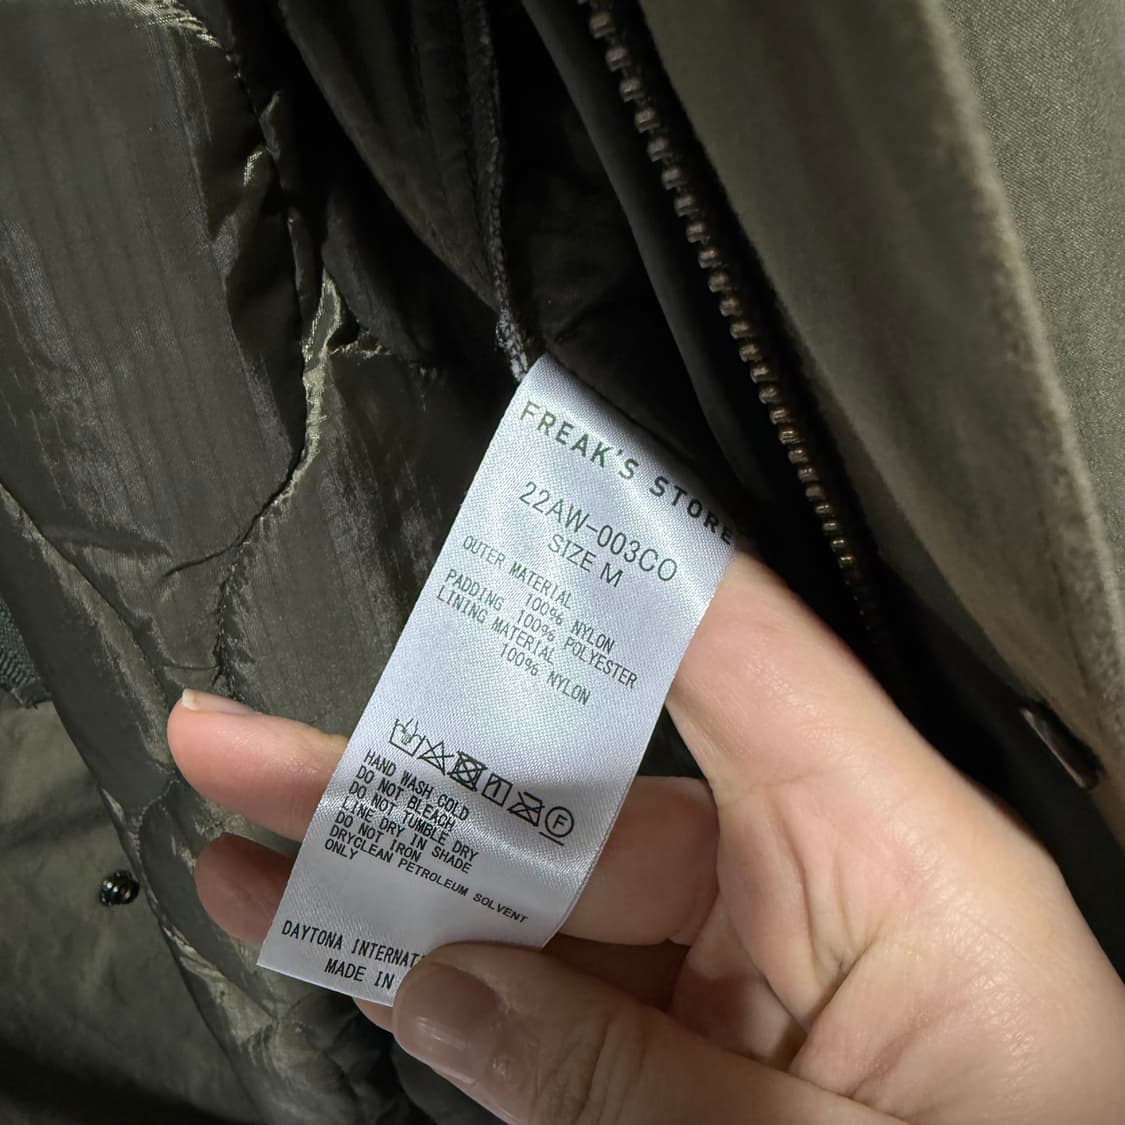 FREAK'S STORE
22AW-003CO
SIZE M
OUTER MATERIAL
100% NYLON
PADDING 100% POLYESTER
LINING MATERIAL
100% NYLON
F
HAND WASH COLD
DO NOT BLEACH
DO NOT TUMBLE DRY
LINE DRY IN SHADE
DO NOT IRON
DRYCLEAN PETROLEUM SOLVENT
ONLY
DAYTONA
MADE IN